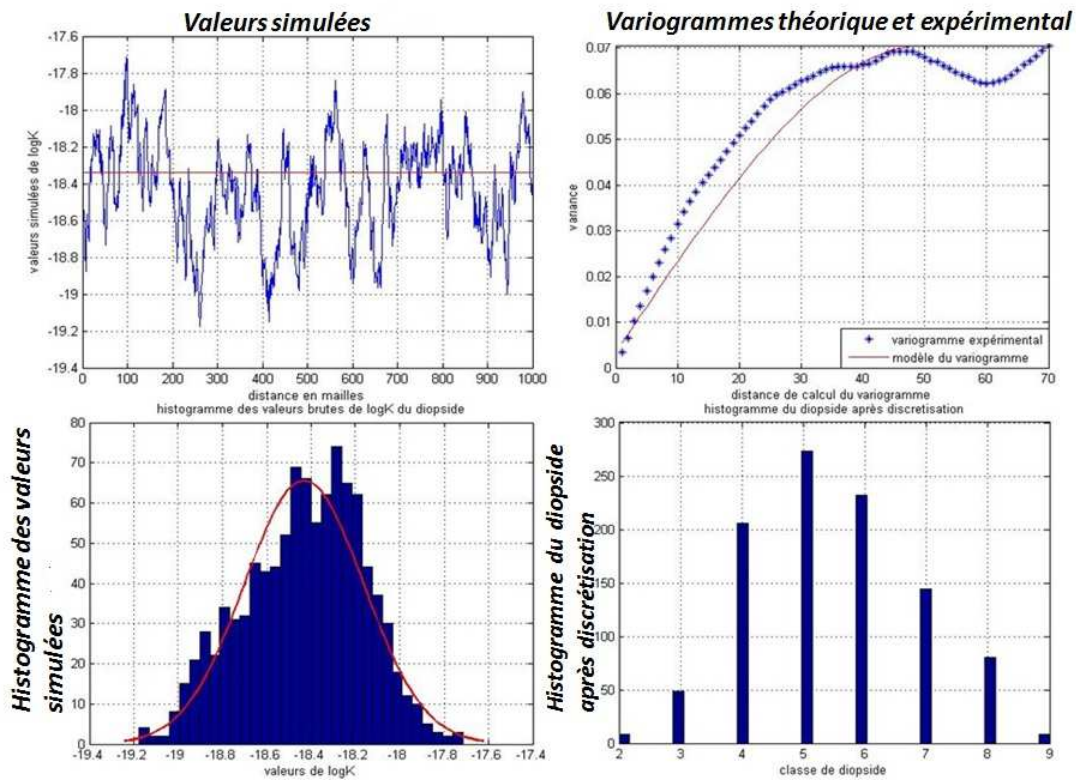 Valeurs simulées
-17.6
-17.8
-18
-18.2
-18.4
-18.6
-18.8
-19
-19.2
-19.4
valeurs simulées de logK
0 100 200 300 400 500 600 700 800 900 1000
distance en mailles
Variogrammes théorique et expérimental
0.07
0.06
0.05
0.04
0.03
0.02
0.01
0
variance
variogramme expérimental
modèle du variogramme
0 10 20 30 40 50 60 70
distance de calcul du variogramme
histogramme des valeurs brutes de logK du diopside
Histogramme des valeurs
simulées
80
70
60
50
40
30
20
10
0
-19.4 -19.2 -19 -18.8 -18.6 -18.4 -18.2 -18 -17.8 -17.6 -17.4
valeurs de logK
histogramme du diopside après discretisation
Histogramme du diopside
après discrétisation
300
250
200
150
100
50
0
2 3 4 5 6 7 8 9
classe de diopside